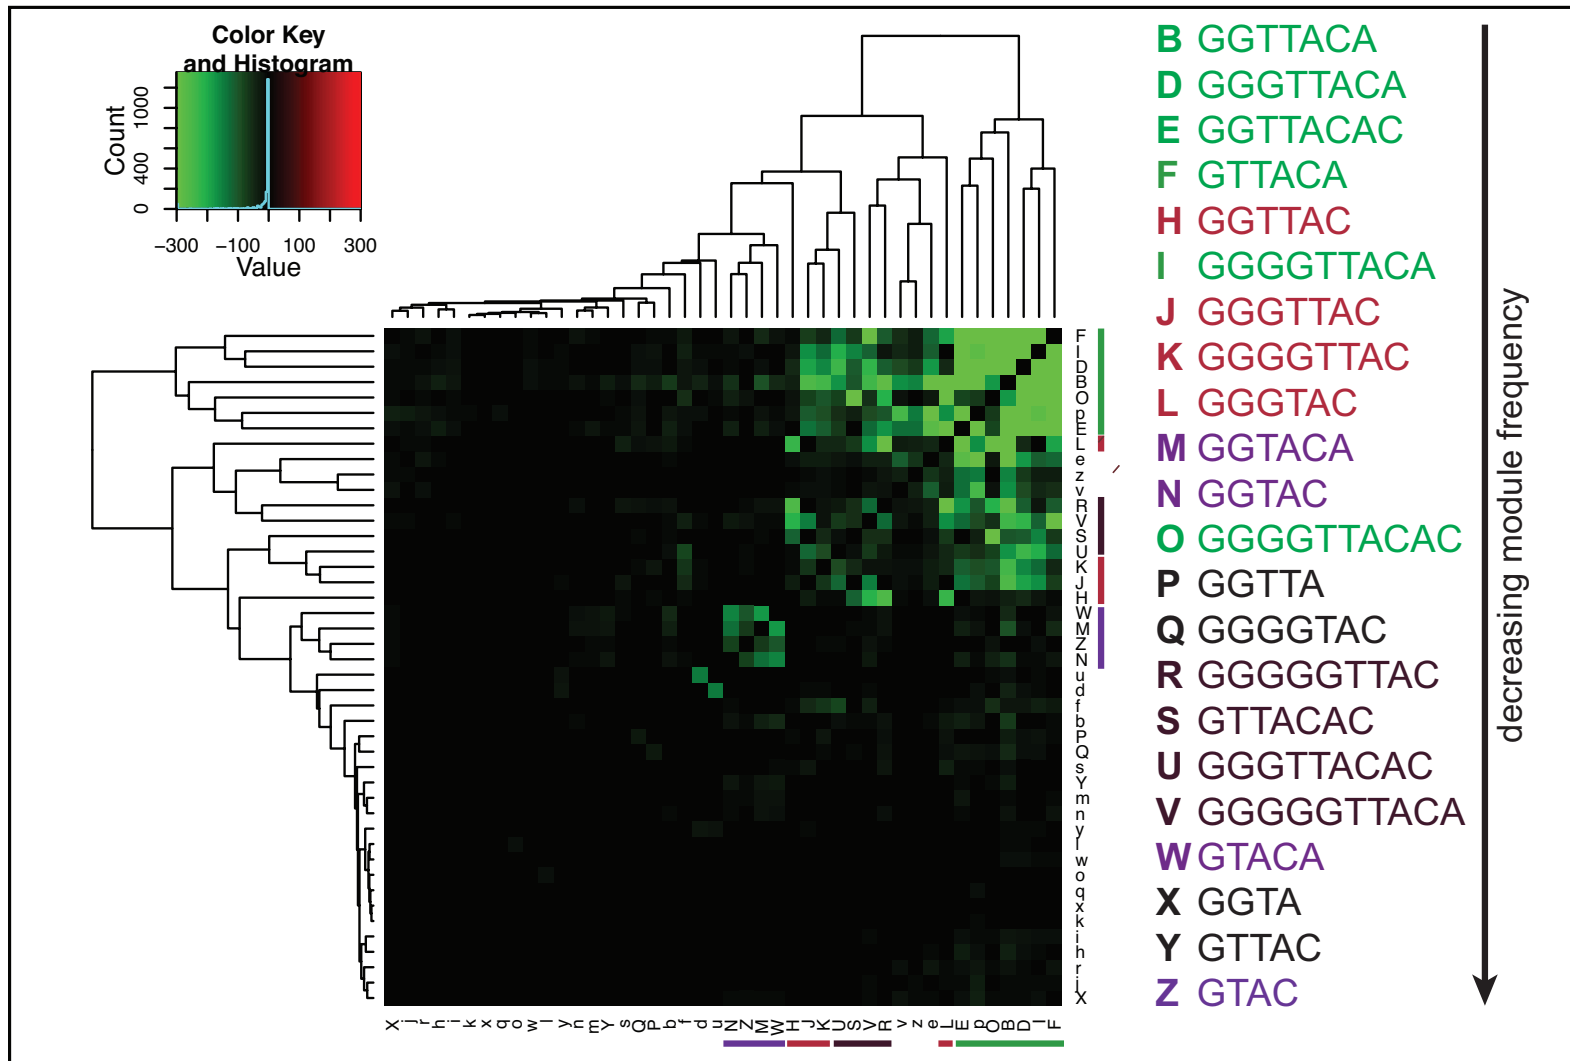 Color Key
and Histogram
Count
0 400 1000
−300 −100 100 300
Value
B GGTTACA
D GGGTTACA
E GGTTACAC
F GTTACA
H GGTTAC
I GGGGTTACA
J GGGTTAC
K GGGGTTAC
L GGGTAC
M GGTACA
N GGTAC
O GGGGTTACAC
P GGTTA
Q GGGGTAC
R GGGGGTTAC
S GTTACAC
U GGGTTACAC
V GGGGGTTACA
W GTACA
X GGTA
Y GTTAC
Z GTAC
decreasing module frequency
F
I
D
B
O
p
E
L
e
z
v
R
V
S
U
K
J
H
W
M
Z
N
u
d
f
b
P
Q
s
Y
m
n
y
l
w
o
q
x
k
i
h
r
j
X
X j r h i k x q o w l y n m Y s Q P b f d u N Z M W H J K U S V R v z e L E p O B D I F